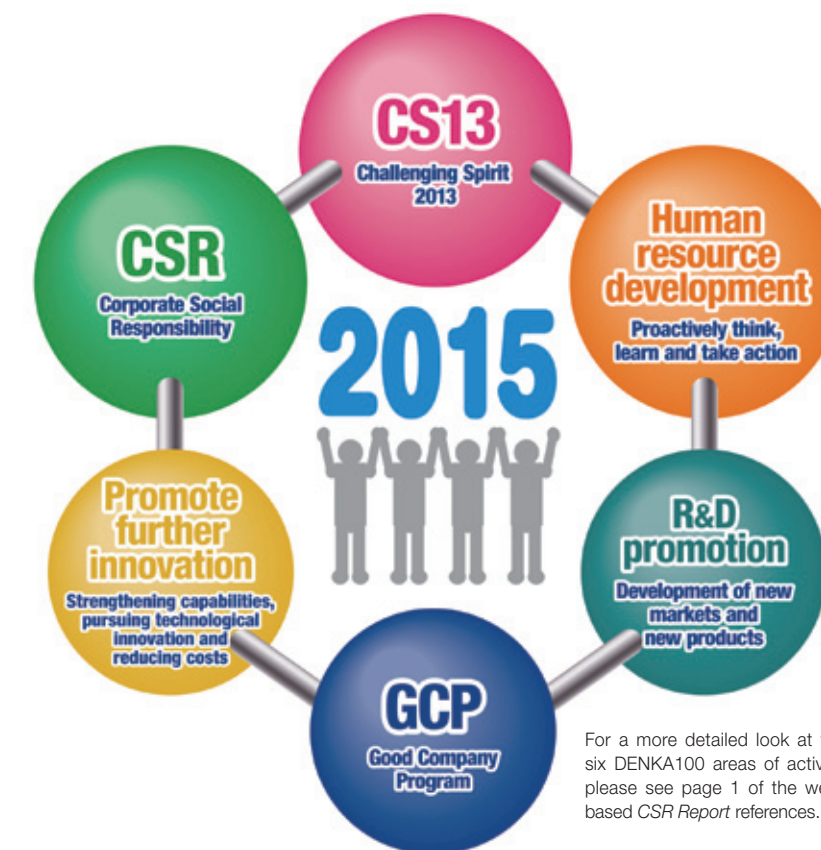 CS13
Challenging Spirit
2013
Human
resource
development
Proactively think,
learn and take action
CSR
Corporate Social
Responsibility
2015
Promote
further
innovation
Strengthening capabilities,
pursuing technological
innovation and
reducing costs
R&D
promotion
Development of new
markets and
new products
GCP
Good Company
Program
For a more detailed look at
six DENKA100 areas of
please see page 1 of the
based CSR Report references.